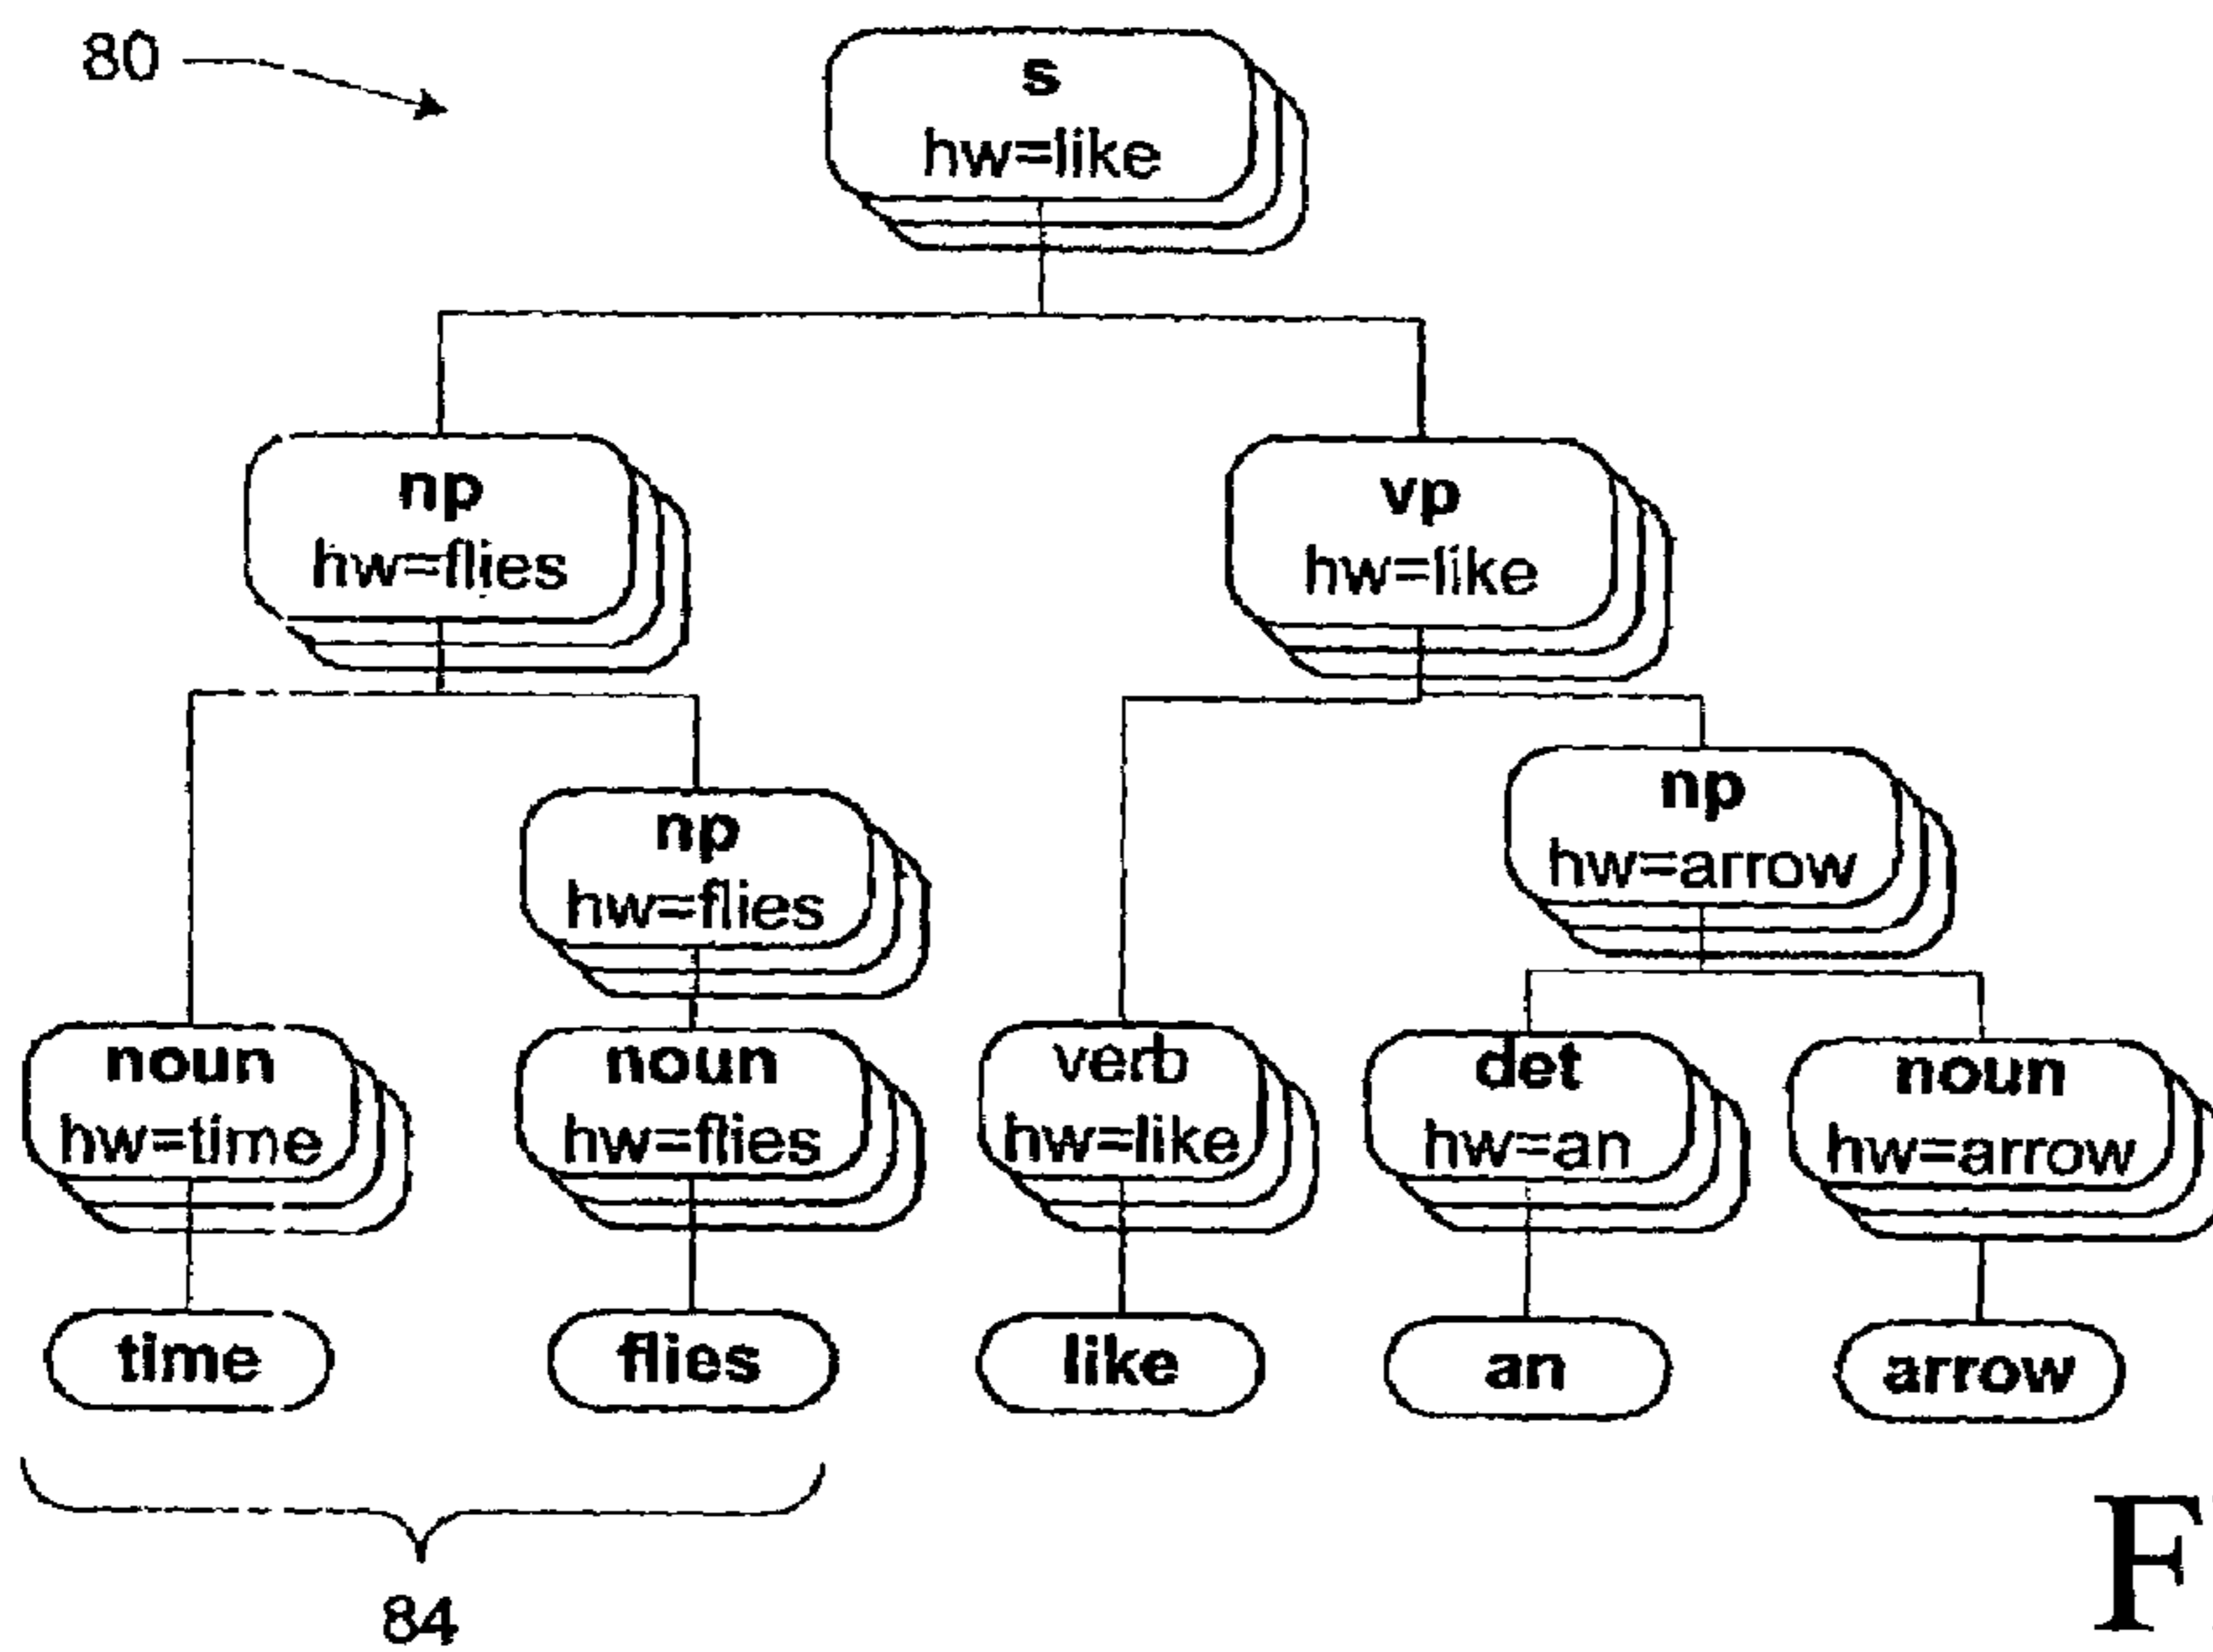 80
s
hw=like
np
hw=flies
vp
hw=like
np
hw=flies
np
hw=arrow
noun
hw=time
noun
hw=flies
verb
hw=like
det
hw=an
noun
hw=arrow
time
flies
like
an
arrow
84